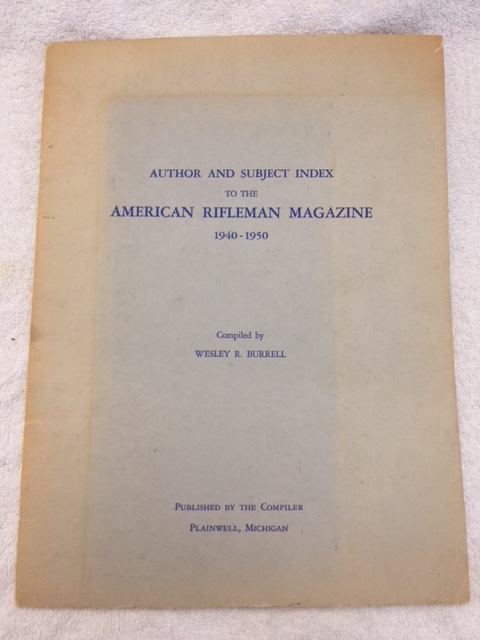 AUTHOR AND SUBJECT INDEX
TO THE
AMERICAN RIFLEMAN MAGAZINE
1940-1950
Compiled by
WESLEY R. BURRELL
PUBLISHED BY THE COMPILER
PLAINWELL, MICHIGAN